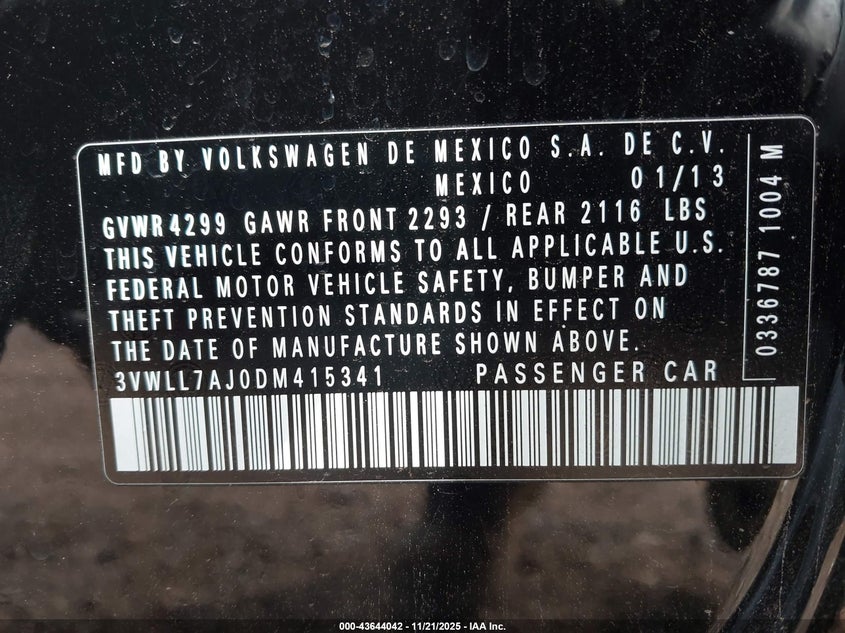 MFD BY VOLKSWAGEN DE MEXICO S.A. DE C.V.
MEXICO 01/13
GVWR 4299 GAWR FRONT 2293 / REAR 2116 LBS
THIS VEHICLE CONFORMS TO ALL APPLICABLE U.S.
FEDERAL MOTOR VEHICLE SAFETY, BUMPER AND
THEFT PREVENTION STANDARDS IN EFFECT ON
THE DATE OF MANUFACTURE SHOWN ABOVE.
3VWLL7AJ0DM415341 PASSENGER CAR
0336787 1004 M
000-43644042 - 11/21/2025 - IAA Inc.